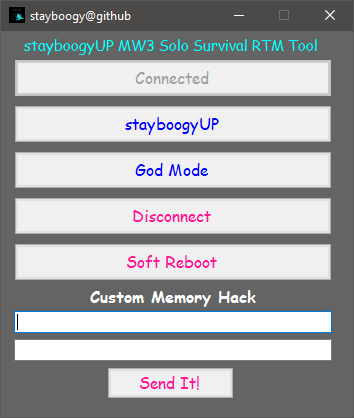 stayboogy@github
stayboogyUP MW3 Solo Survival RTM Tool
Connected
stayboogyUP
God Mode
Disconnect
Soft Reboot
Custom Memory Hack
Send It!